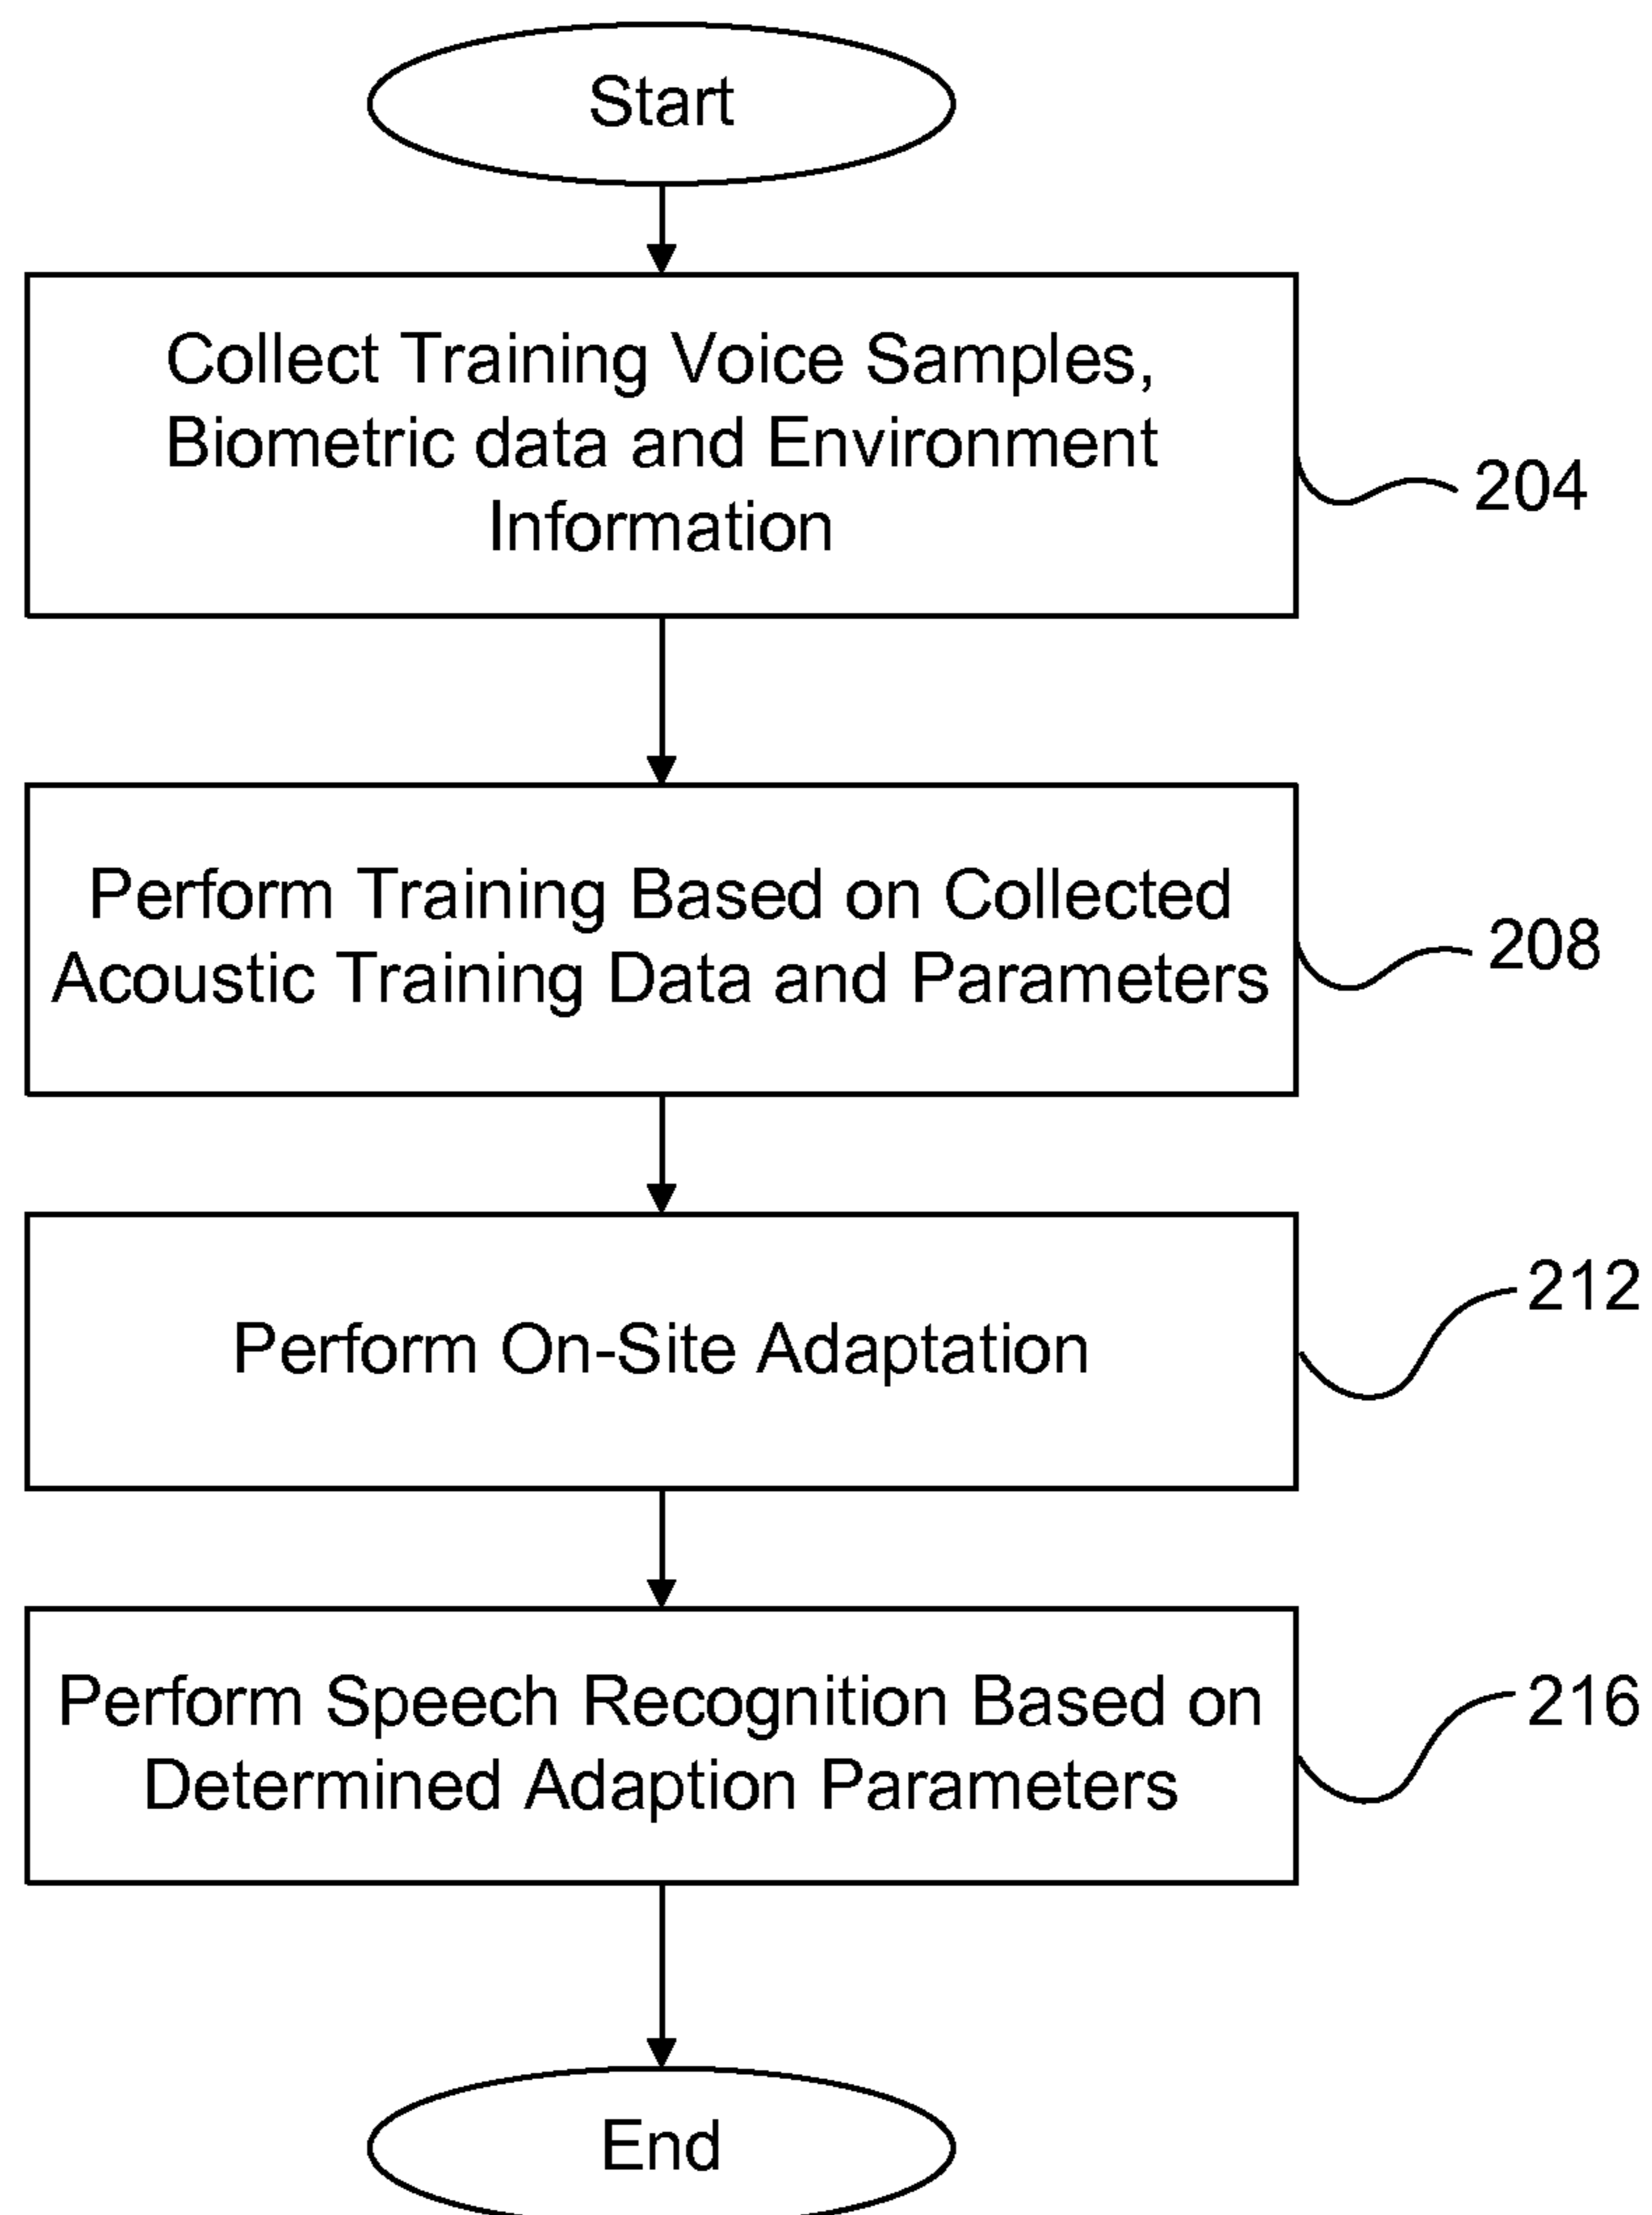 Start
Collect Training Voice Samples,
Biometric data and Environment
Information
204
Perform Training Based on Collected
Acoustic Training Data and Parameters
208
Perform On-Site Adaptation
212
Perform Speech Recognition Based on
Determined Adaption Parameters
216
End